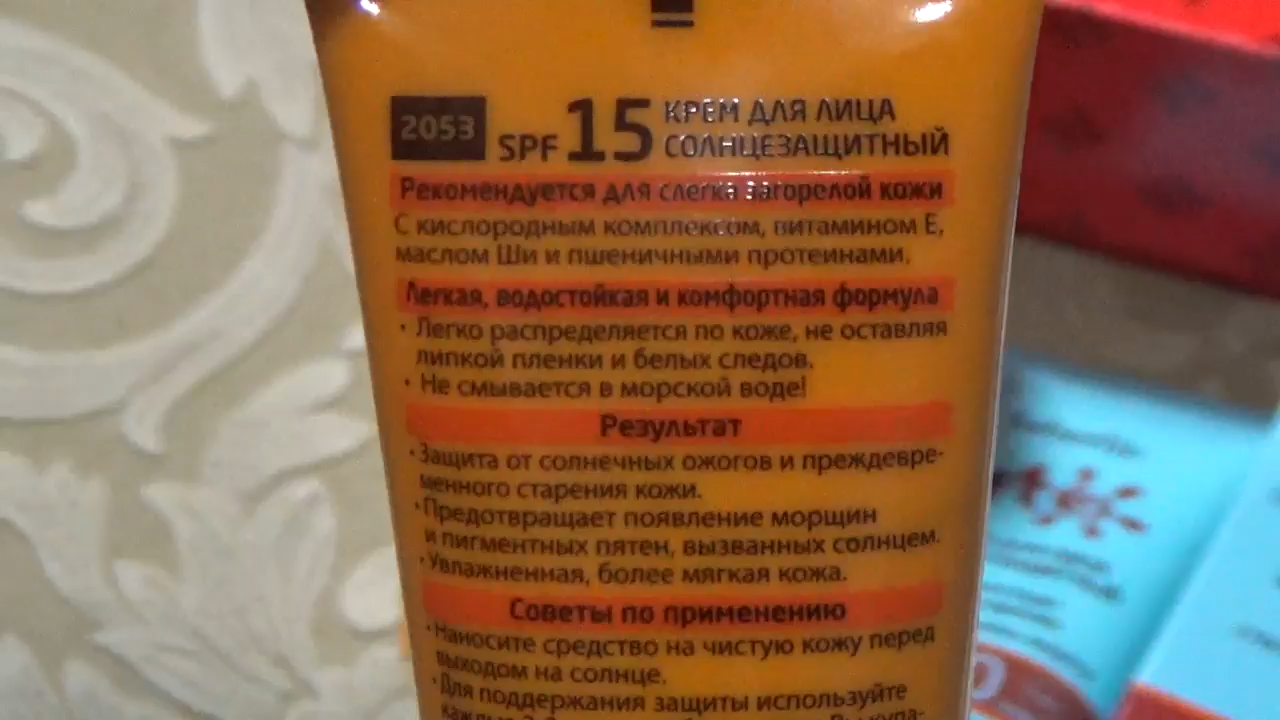 2053
SPF 15 КРЕМ ДЛЯ ЛИЦА
СОЛНЦЕЗАЩИТНЫЙ
Рекомендуется для слегка загорелой кожи
С кислородным комплексом, витамином Е,
маслом Ши и пшеничными протеинами.
Легкая, водостойкая и комфортная формула
• Легко распределяется по коже, не оставляя
липкой пленки и белых следов.
• Не смывается в морской воде!
Результат
• Защита от солнечных ожогов и преждевре-
менного старения кожи.
• Предотвращает появление морщин
и пигментных пятен, вызванных солнцем.
• Увлажненная, более мягкая кожа.
Советы по применению
• Наносите средство на чистую кожу перед
выходом на солнце.
• Для поддержания защиты используйте
каждые